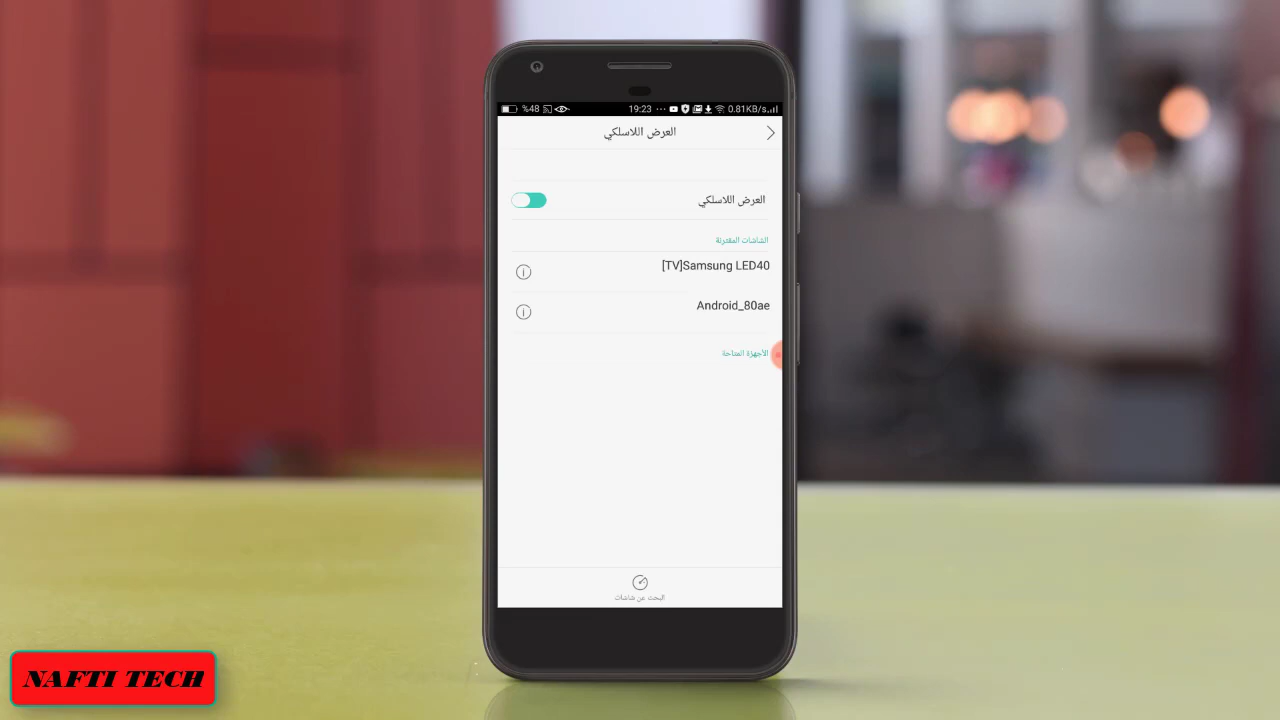 %48 19:23 ... 0.81KB/s
العرض اللاسلكي
العرض اللاسلكي
الشاشات المقترنة
[TV]Samsung LED40
Android_80ae
الأجهزة المتاحة
البحث عن شاشات
NAFTI TECH